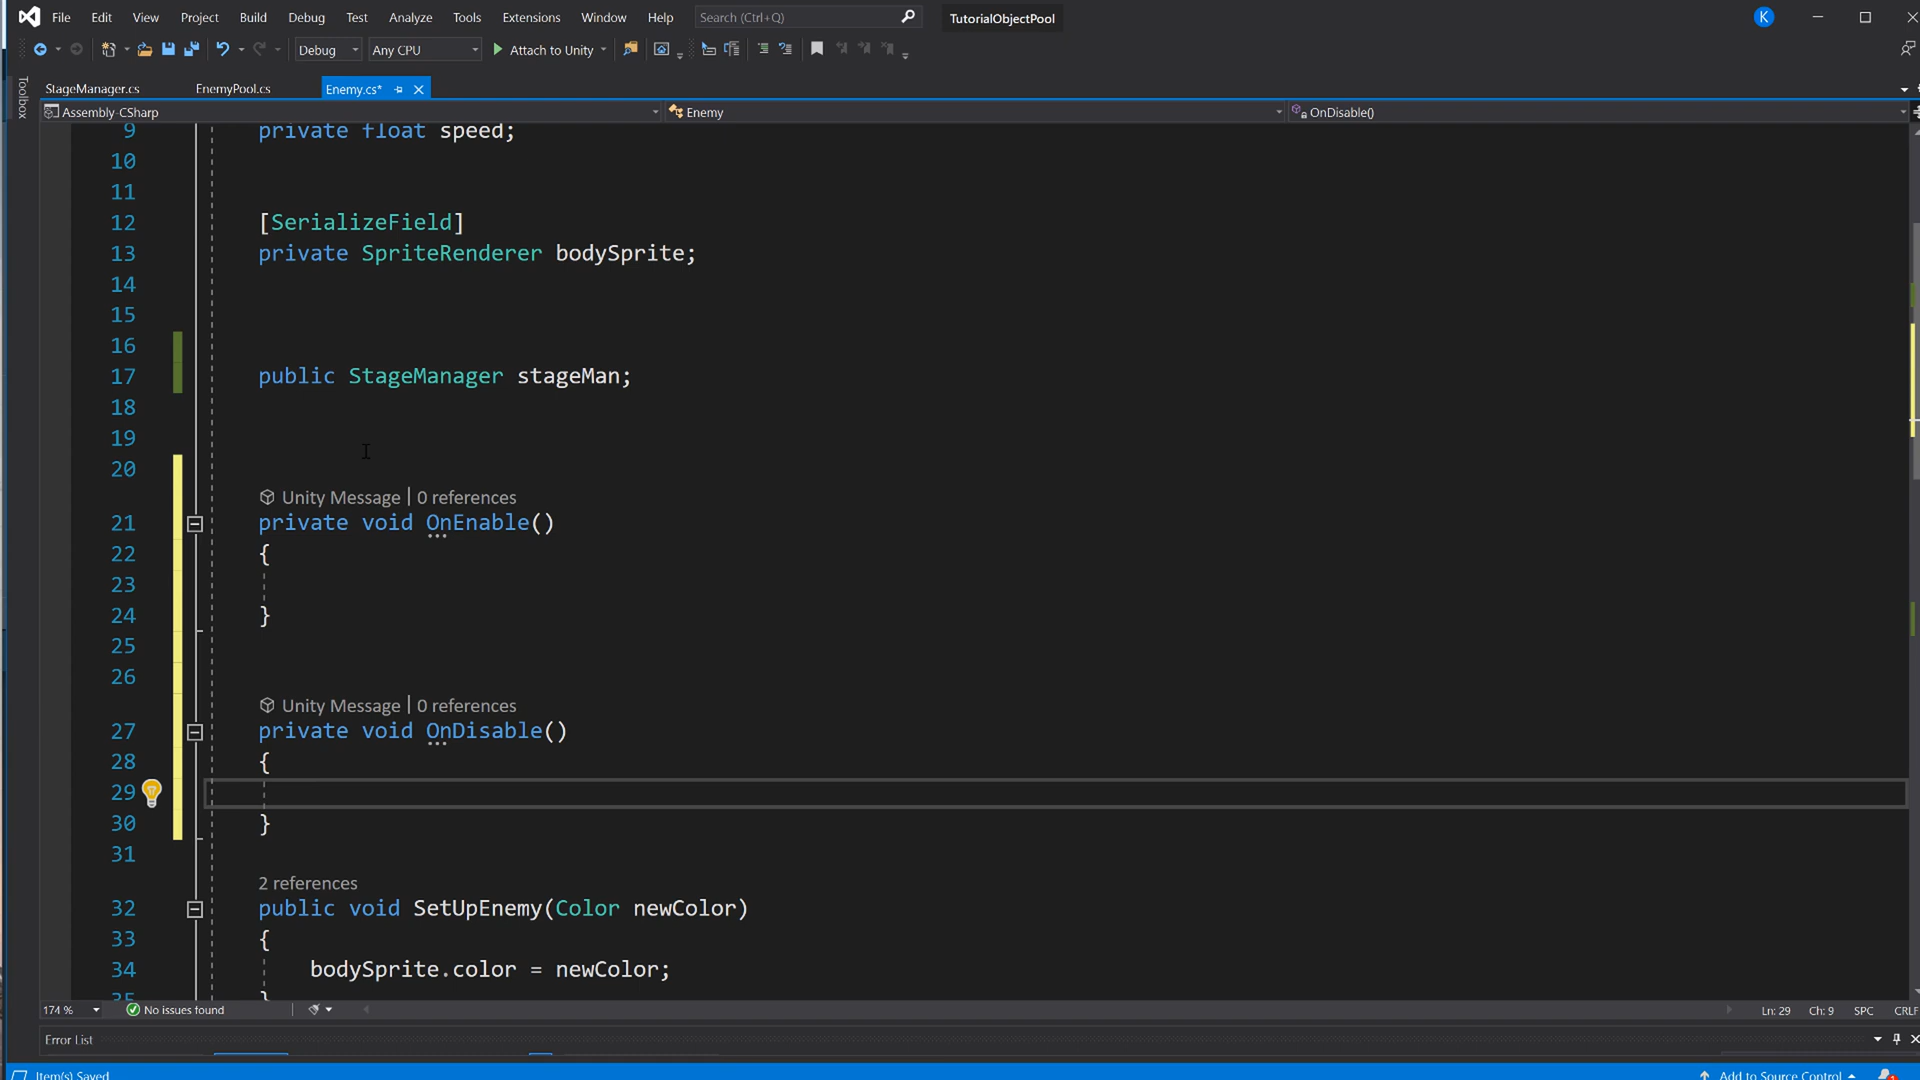 File Edit View Project Build Debug Test Analyze Tools Extensions Window Help Search (Ctrl+Q) TutorialObjectPool K
Debug Any CPU Attach to Unity
Toolbox
StageManager.cs EnemyPool.cs Enemy.cs*
Assembly-CSharp Enemy OnDisable()
9 private float speed;
10
11
12 [SerializeField]
13 private SpriteRenderer bodySprite;
14
15
16
17 public StageManager stageMan;
18
19
20
Unity Message | 0 references
21 private void OnEnable()
22 {
23
24 }
25
26
Unity Message | 0 references
27 private void OnDisable()
28 {
29
30 }
31
2 references
32 public void SetUpEnemy(Color newColor)
33 {
34 bodySprite.color = newColor;
35 }
174 % No issues found Ln: 29 Ch: 9 SPC CRLF
Error List
Item(s) Saved Add to Source Control